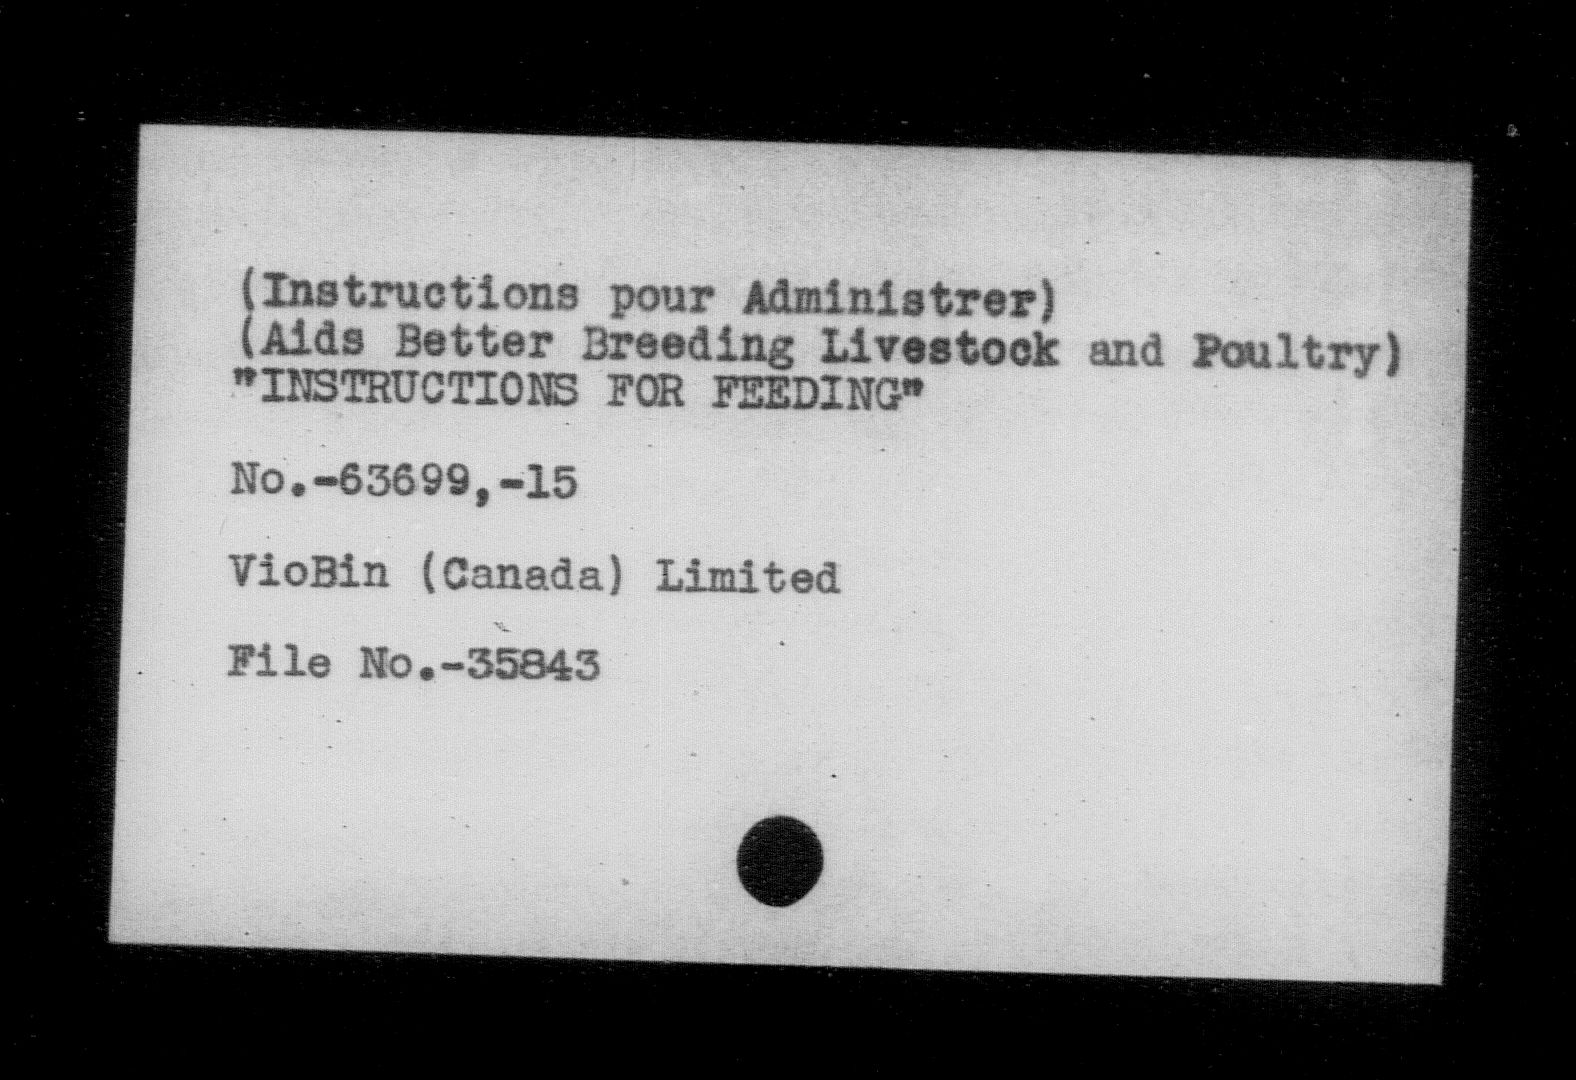 (Instructions pour Administrer)
(Aids Better Breeding Livestock and Poultry)
"INSTRUCTIONS FOR FEEDING"
No.-63699,-15
VioBin (Canada) Limited
File No.-35843